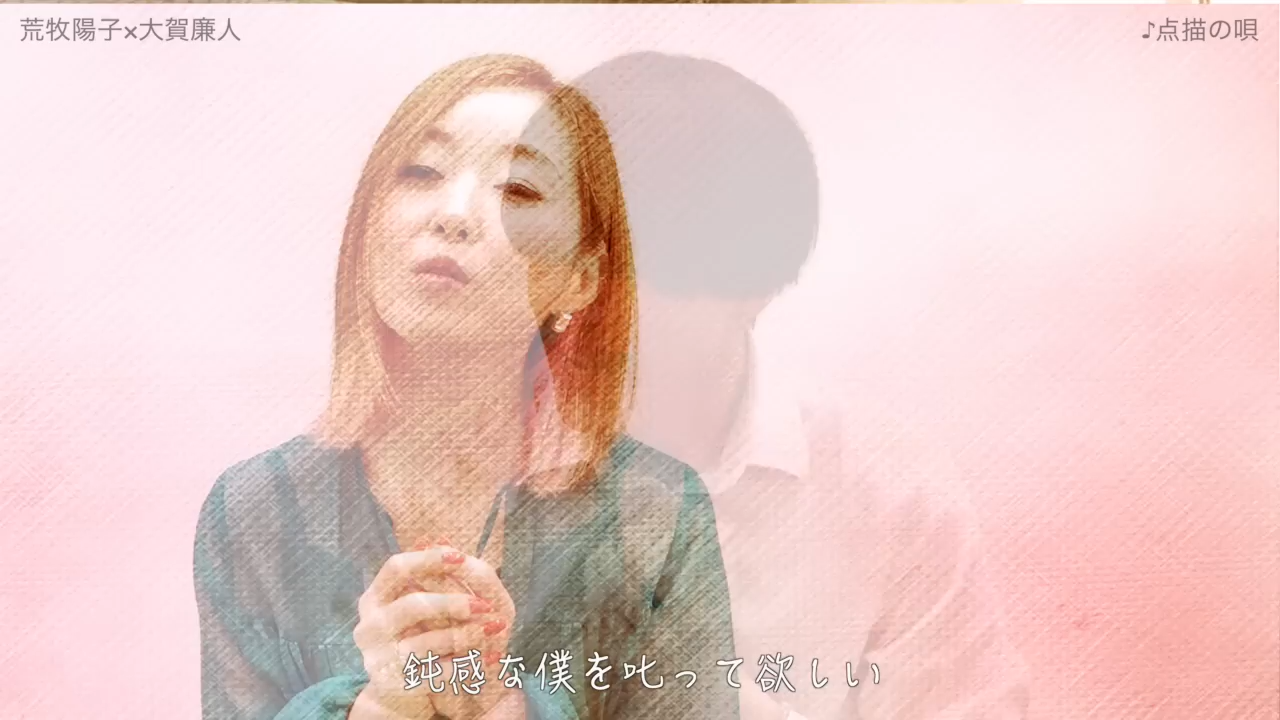 荒牧陽子×大賀廉人
♪点描の唄
鈍感な僕を叱って欲しい